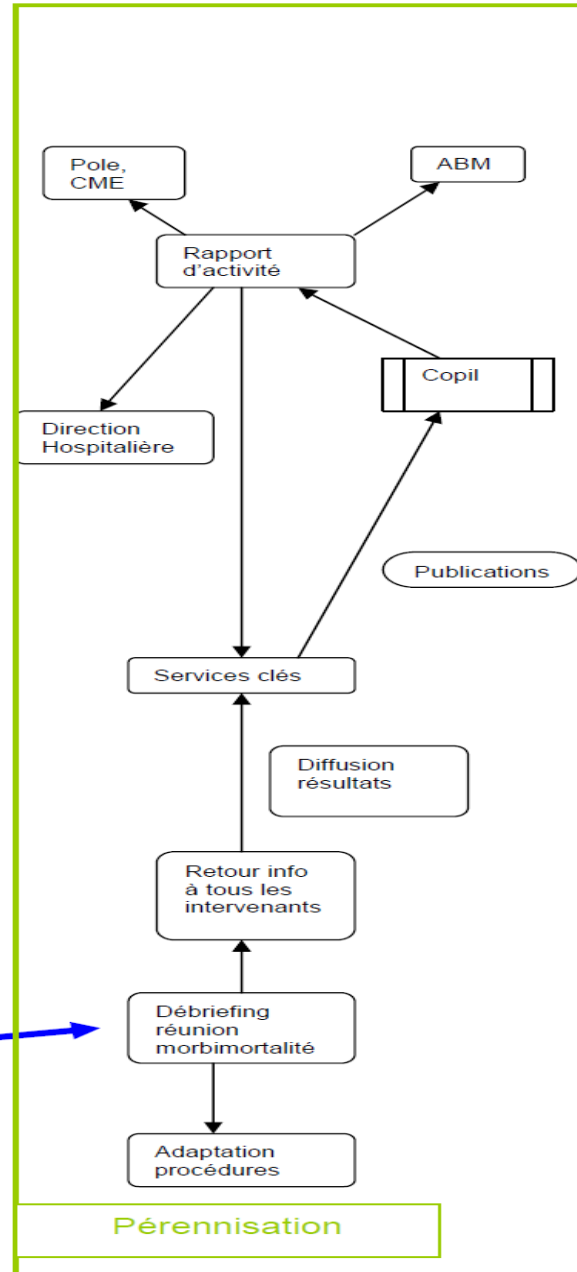 Pole,
CME
ABM
Rapport
d'activité
Copil
Direction
Hospitalière
Publications
Services clés
Diffusion
résultats
Retour info
à tous les
intervenants
Débriefing
réunion
morbimortalité
Adaptation
procédures
Pérennisation